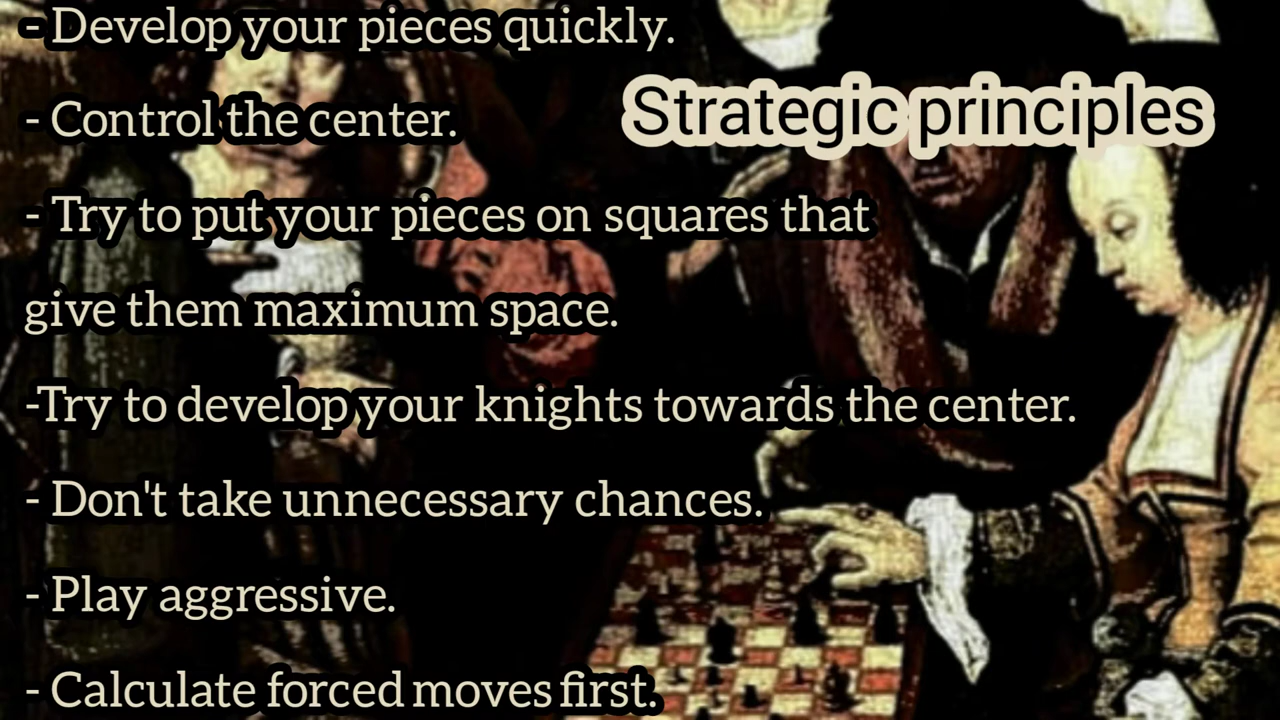 Strategic principles
- Develop your pieces quickly.
- Control the center.
- Try to put your pieces on squares that
give them maximum space.
-Try to develop your knights towards the center.
- Don't take unnecessary chances.
- Play aggressive.
- Calculate forced moves first.